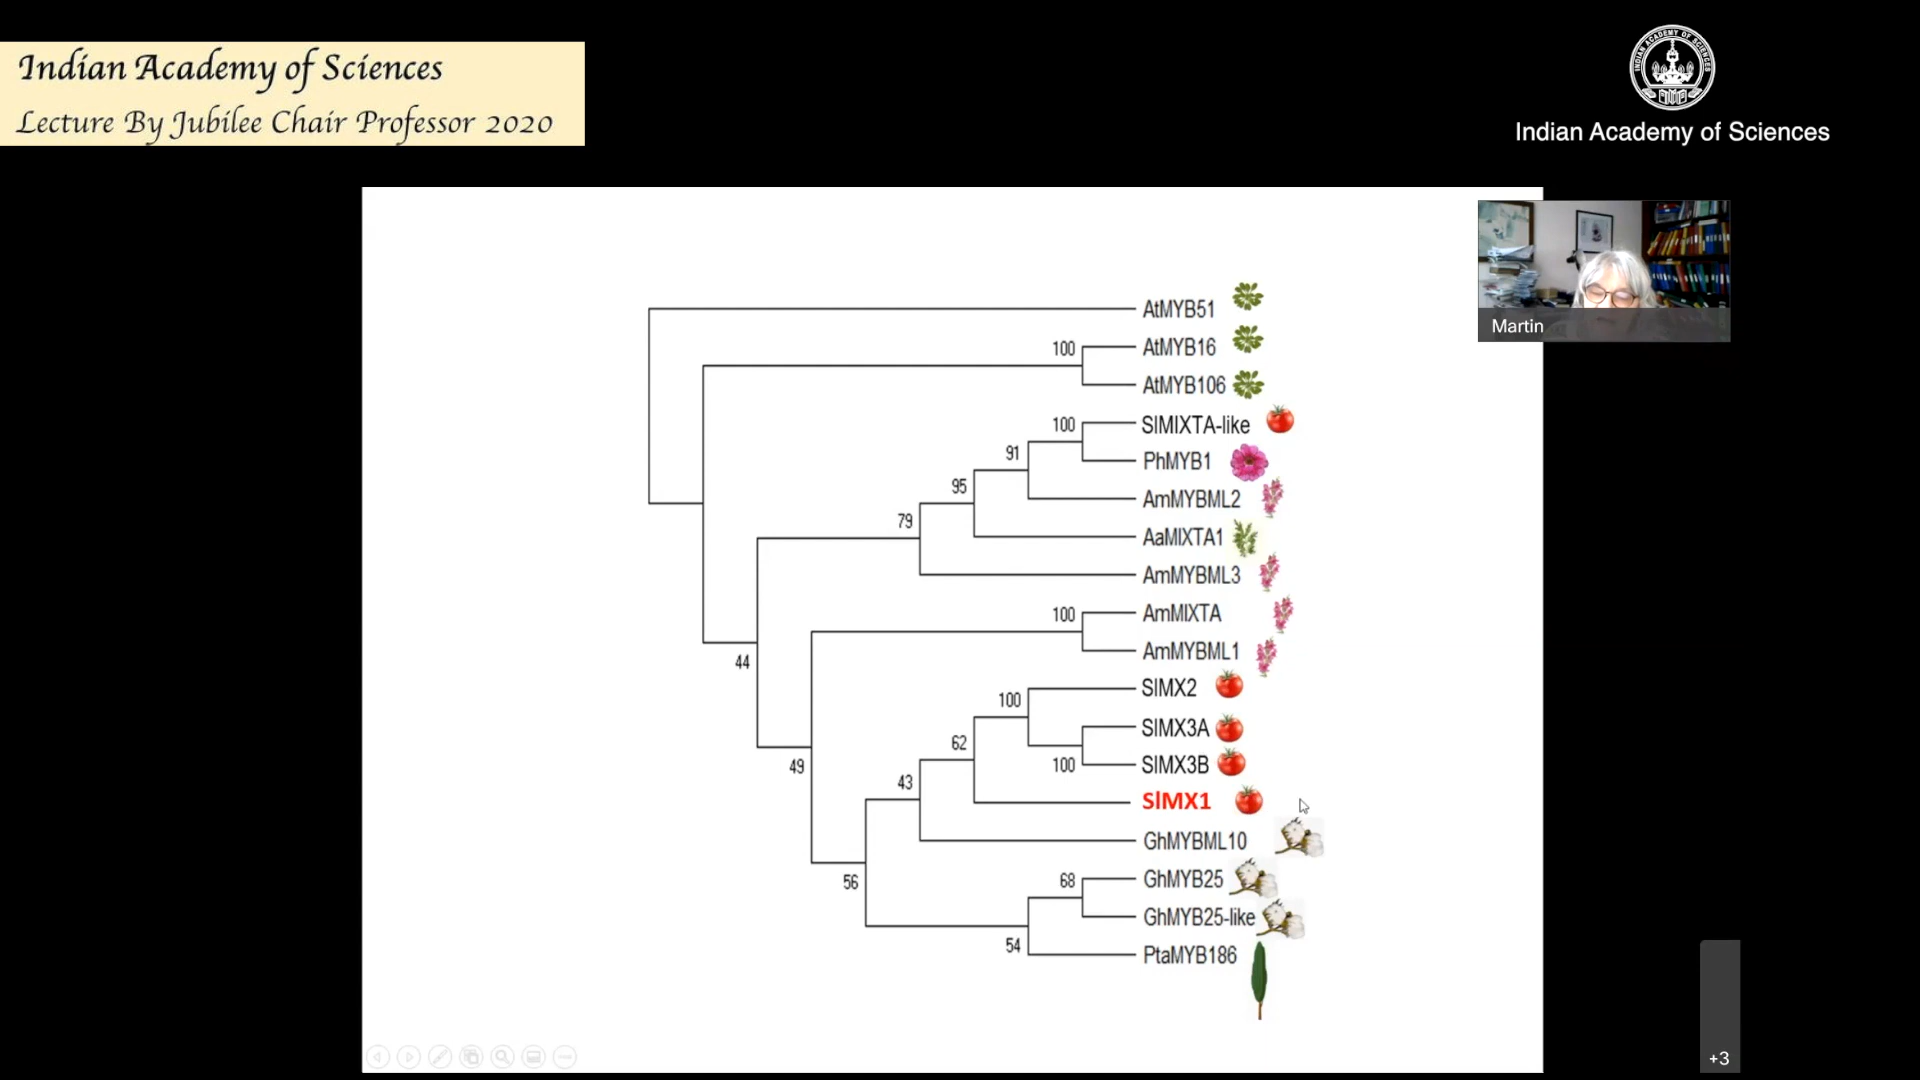 Indian Academy of Sciences
Lecture By Jubilee Chair Professor 2020
Indian Academy of Sciences
Martin
AtMYB51
100
AtMYB16
AtMYB106
100
SlMIXTA-like
91
PhMYB1
95
AmMYBML2
79
AaMIXTA1
AmMYBML3
100
AmMIXTA
AmMYBML1
44
100
SlMX2
62
SlMX3A
49
100
SlMX3B
43
SlMX1
GhMYBML10
56
68
GhMYB25
GhMYB25-like
54
PtaMYB186
+3